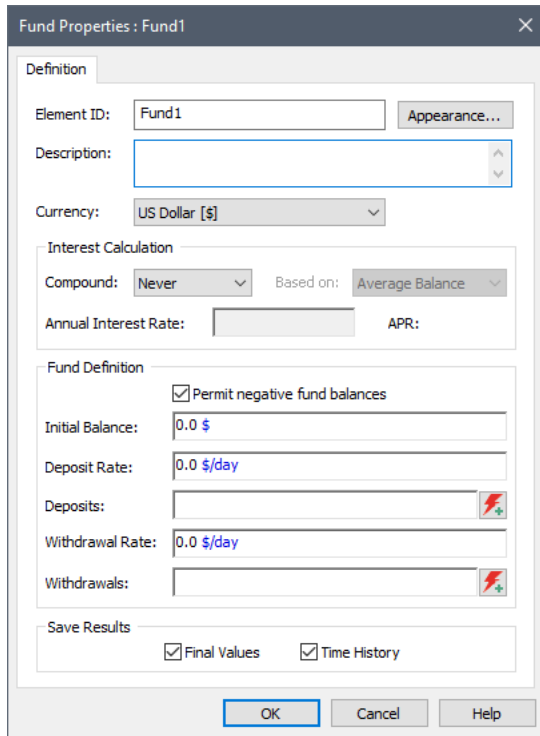 Fund Properties : Fund1
Definition
Element ID: Fund1 Appearance...
Description:
Currency: US Dollar [$]
Interest Calculation
Compound: Never Based on: Average Balance
Annual Interest Rate: APR:
Fund Definition
Permit negative fund balances
Initial Balance: 0.0 $
Deposit Rate: 0.0 $/day
Deposits:
Withdrawal Rate: 0.0 $/day
Withdrawals:
Save Results
Final Values Time History
OK Cancel Help